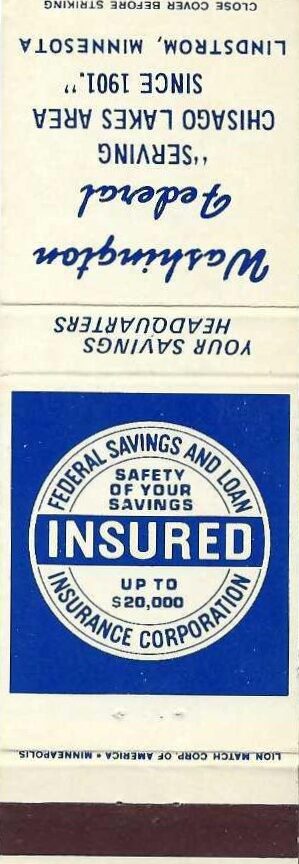 CLOSE COVER BEFORE STRIKING
LINDSTROM, MINNESOTA
SINCE 1901."
CHISAGO LAKES AREA
"SERVING
Federal
Washington
YOUR SAVINGS
HEADQUARTERS
FEDERAL SAVINGS AND LOAN
SAFETY
OF YOUR
SAVINGS
INSURED
UP TO
$20,000
INSURANCE CORPORATION
LION MATCH CORP. OF AMERICA • MINNEAPOLIS